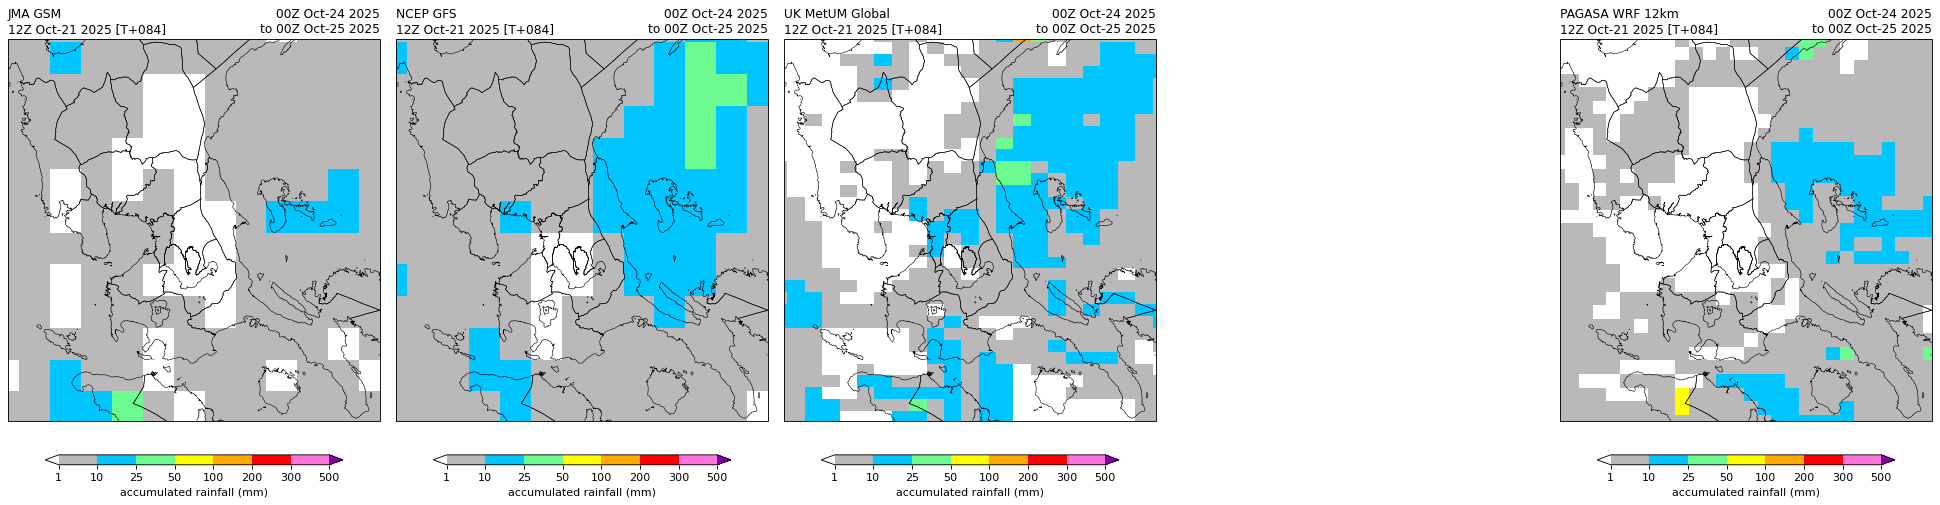 JMA GSM 00Z Oct-24 2025
12Z Oct-21 2025 [T+084] to 00Z Oct-25 2025
1 10 25 50 100 200 300 500
accumulated rainfall (mm)
NCEP GFS 00Z Oct-24 2025
12Z Oct-21 2025 [T+084] to 00Z Oct-25 2025
1 10 25 50 100 200 300 500
accumulated rainfall (mm)
UK MetUM Global 00Z Oct-24 2025
12Z Oct-21 2025 [T+084] to 00Z Oct-25 2025
1 10 25 50 100 200 300 500
accumulated rainfall (mm)
PAGASA WRF 12km 00Z Oct-24 2025
12Z Oct-21 2025 [T+084] to 00Z Oct-25 2025
1 10 25 50 100 200 300 500
accumulated rainfall (mm)